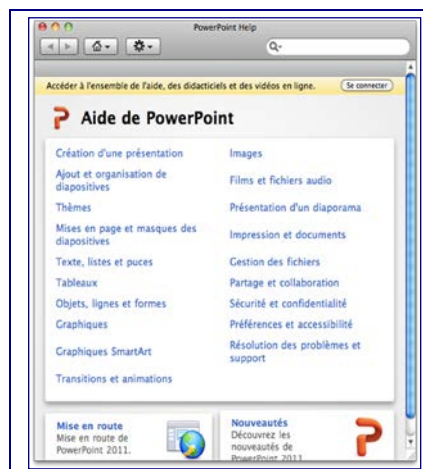 PowerPoint Help
Accéder à l'ensemble de l'aide, des didacticiels et des vidéos en ligne.
Se connecter
Aide de PowerPoint
Création d'une présentation
Ajout et organisation de
diapositives
Thèmes
Mises en page et masques des
diapositives
Texte, listes et puces
Tableaux
Objets, lignes et formes
Graphiques
Graphiques SmartArt
Transitions et animations
Images
Films et fichiers audio
Présentation d'un diaporama
Impression et documents
Gestion des fichiers
Partage et collaboration
Sécurité et confidentialité
Préférences et accessibilité
Résolution des problèmes et
support
Mise en route
Mise en route de
PowerPoint 2011.
Nouveautés
Découvrez les
nouveautés de
PowerPoint 2011